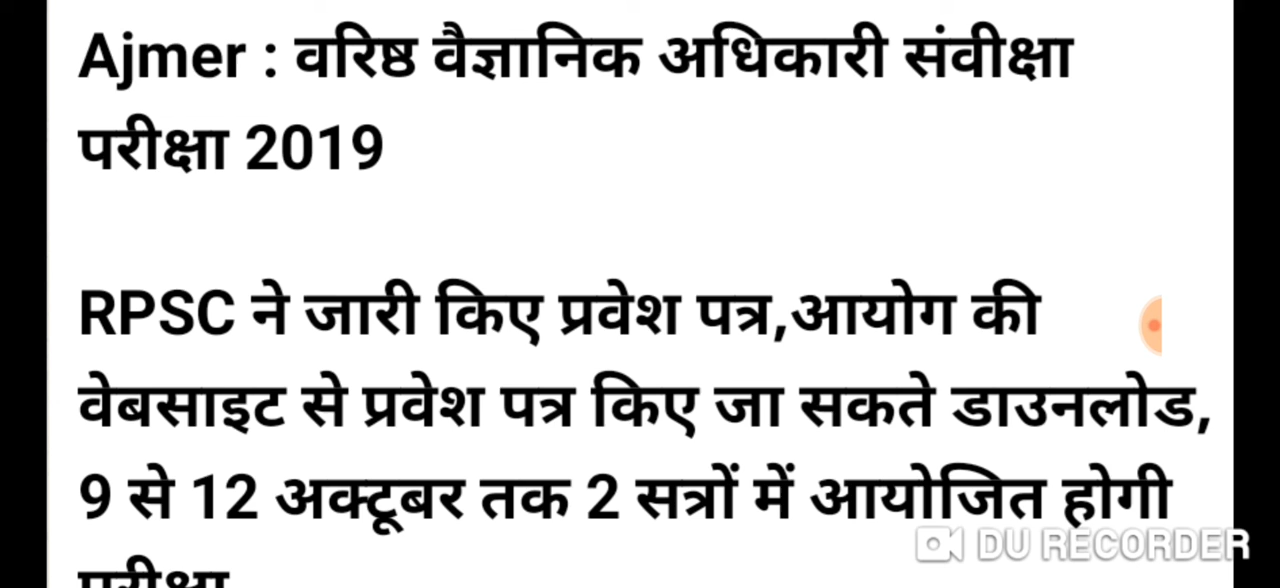 Ajmer : वरिष्ठ वैज्ञानिक अधिकारी संवीक्षा
परीक्षा 2019
RPSC ने जारी किए प्रवेश पत्र,आयोग की
वेबसाइट से प्रवेश पत्र किए जा सकते डाउनलोड,
9 से 12 अक्टूबर तक 2 सत्रों में आयोजित होगी
परीक्षा
DU RECORDER